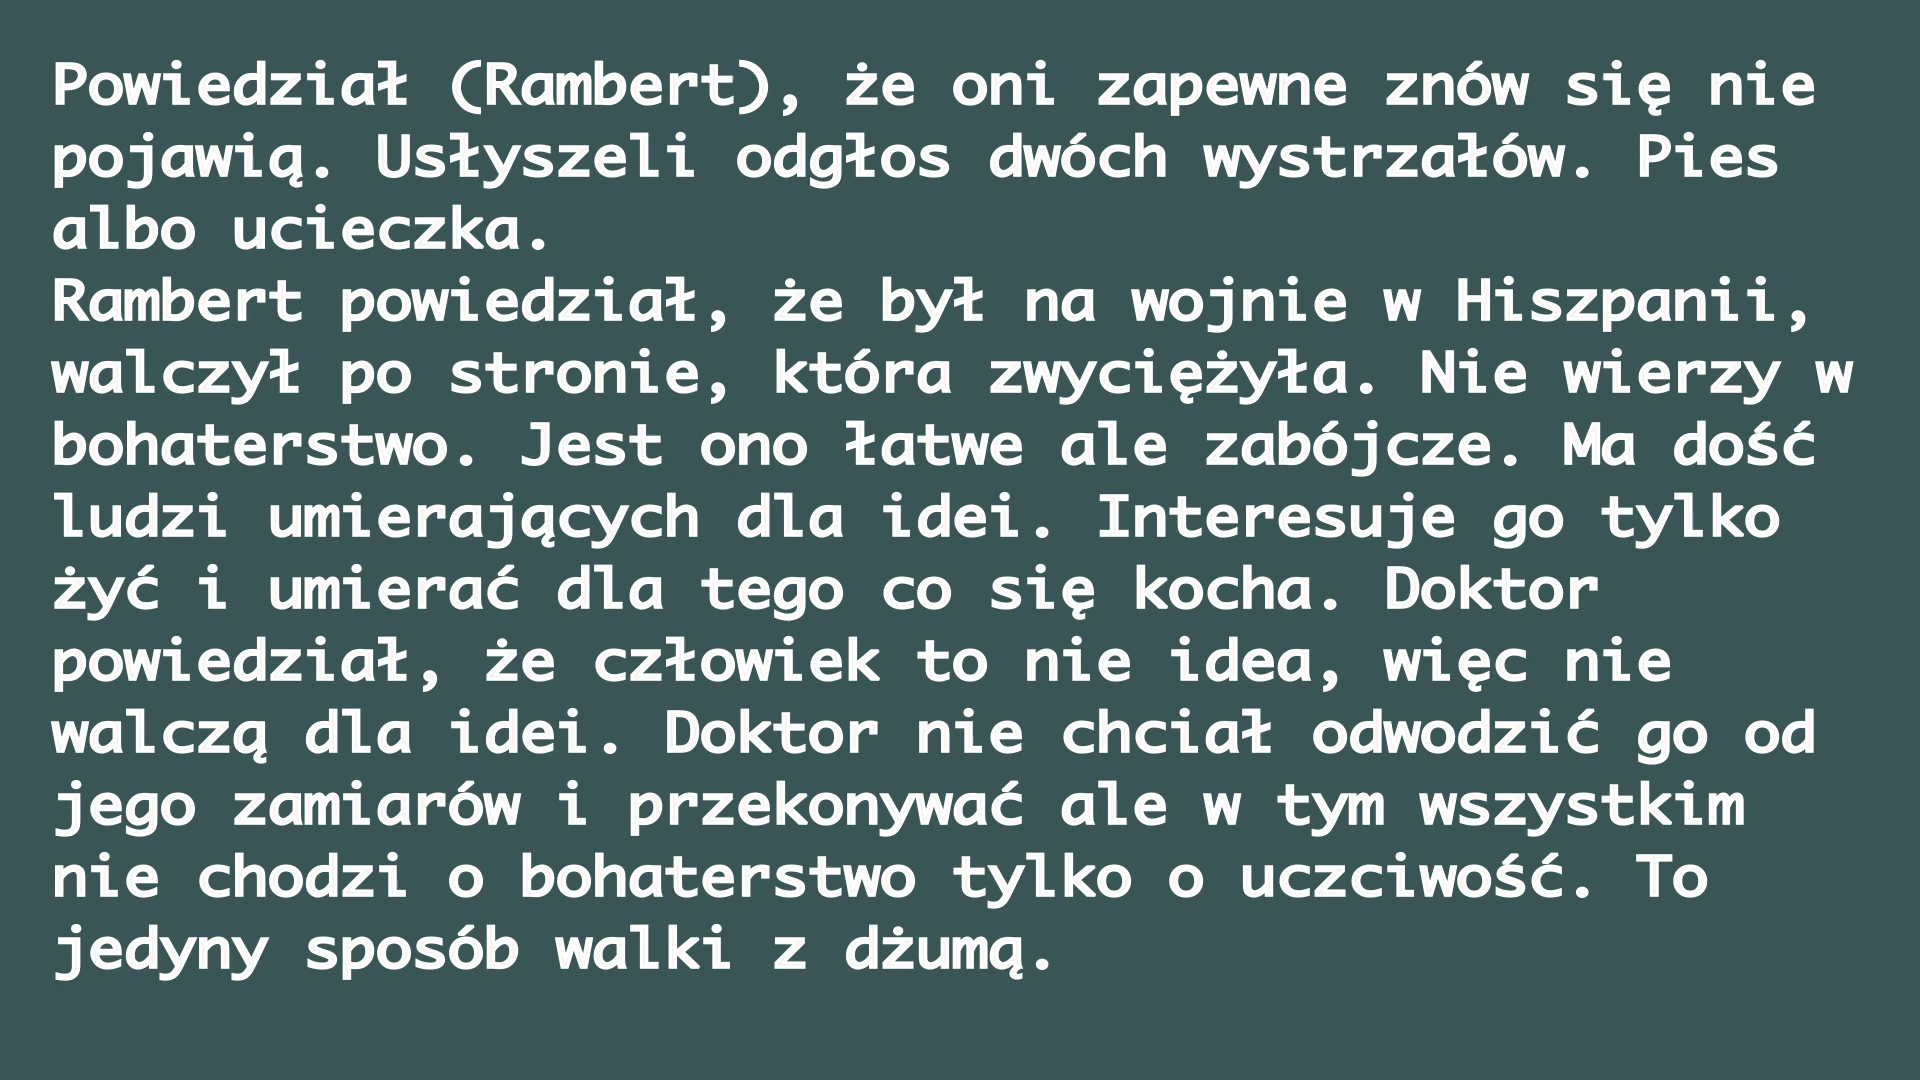 Powiedział (Rambert), że oni zapewne znów się nie
pojawią. Usłyszeli odgłos dwóch wystrzałów. Pies
albo ucieczka.
Rambert powiedział, że był na wojnie w Hiszpanii,
walczył po stronie, która zwyciężyła. Nie wierzy w
bohaterstwo. Jest ono łatwe ale zabójcze. Ma dość
ludzi umierających dla idei. Interesuje go tylko
żyć i umierać dla tego co się kocha. Doktor
powiedział, że człowiek to nie idea, więc nie
walczą dla idei. Doktor nie chciał odwodzić go od
jego zamiarów i przekonywać ale w tym wszystkim
nie chodzi o bohaterstwo tylko o uczciwość. To
jedyny sposób walki z dżumą.